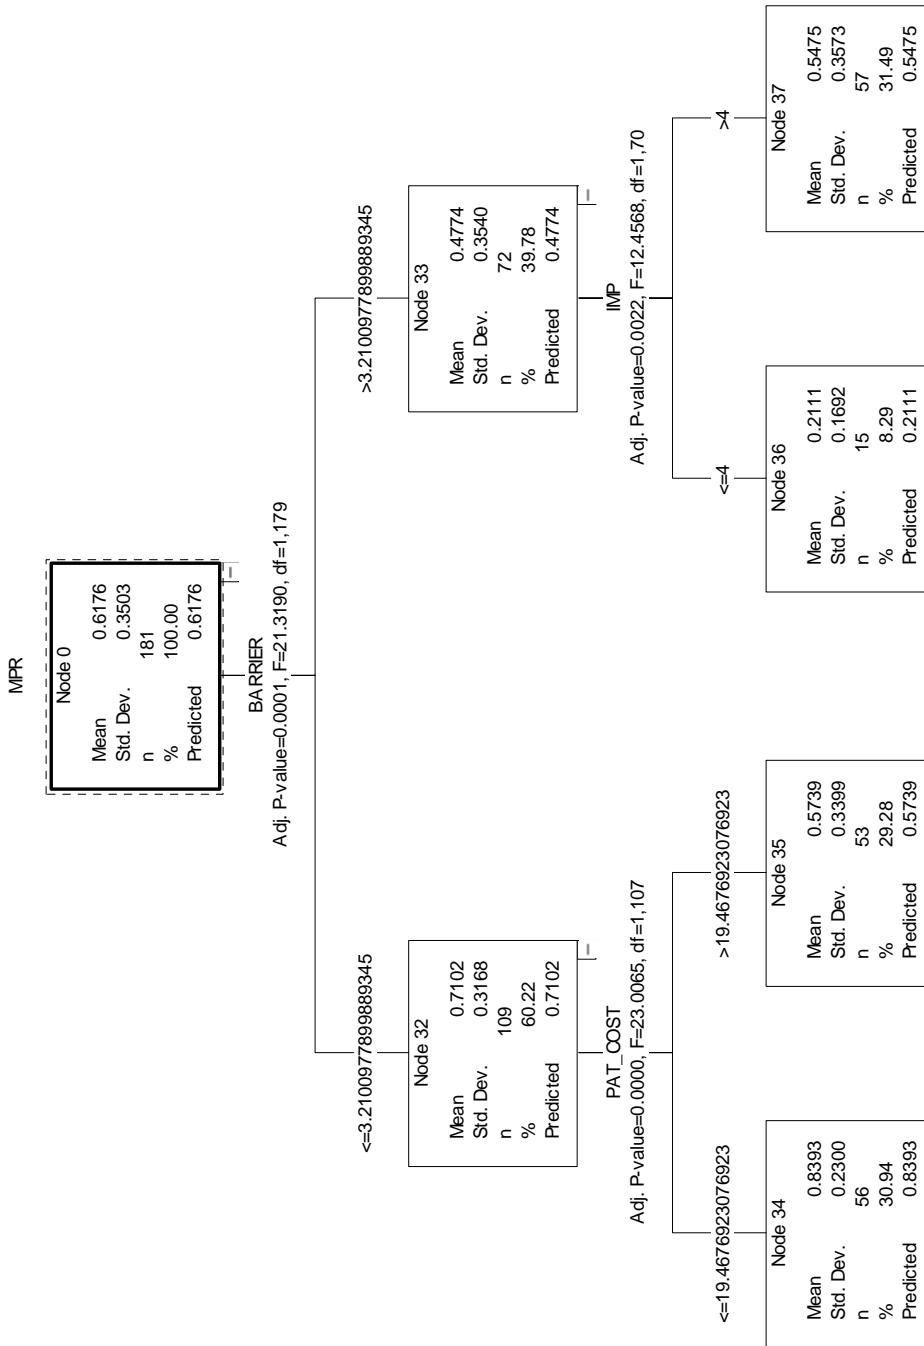 MPR
Node 0
Mean 0.6176
Std. Dev. 0.3503
n 181
% 100.00
Predicted 0.6176
BARRIER
Adj. P-value=0.0001, F=21.3190, df=1,179
<=3.2100977899889345
>3.2100977899889345
Node 32
Mean 0.7102
Std. Dev. 0.3168
n 109
% 60.22
Predicted 0.7102
Node 33
Mean 0.4774
Std. Dev. 0.3540
n 72
% 39.78
Predicted 0.4774
PAT_COST
Adj. P-value=0.0000, F=23.0065, df=1,107
IMP
Adj. P-value=0.0022, F=12.4568, df=1,70
<=19.4676923076923
>19.4676923076923
<=4
>4
Node 34
Mean 0.8393
Std. Dev. 0.2300
n 56
% 30.94
Predicted 0.8393
Node 35
Mean 0.5739
Std. Dev. 0.3399
n 53
% 29.28
Predicted 0.5739
Node 36
Mean 0.2111
Std. Dev. 0.1692
n 15
% 8.29
Predicted 0.2111
Node 37
Mean 0.5475
Std. Dev. 0.3573
n 57
% 31.49
Predicted 0.5475